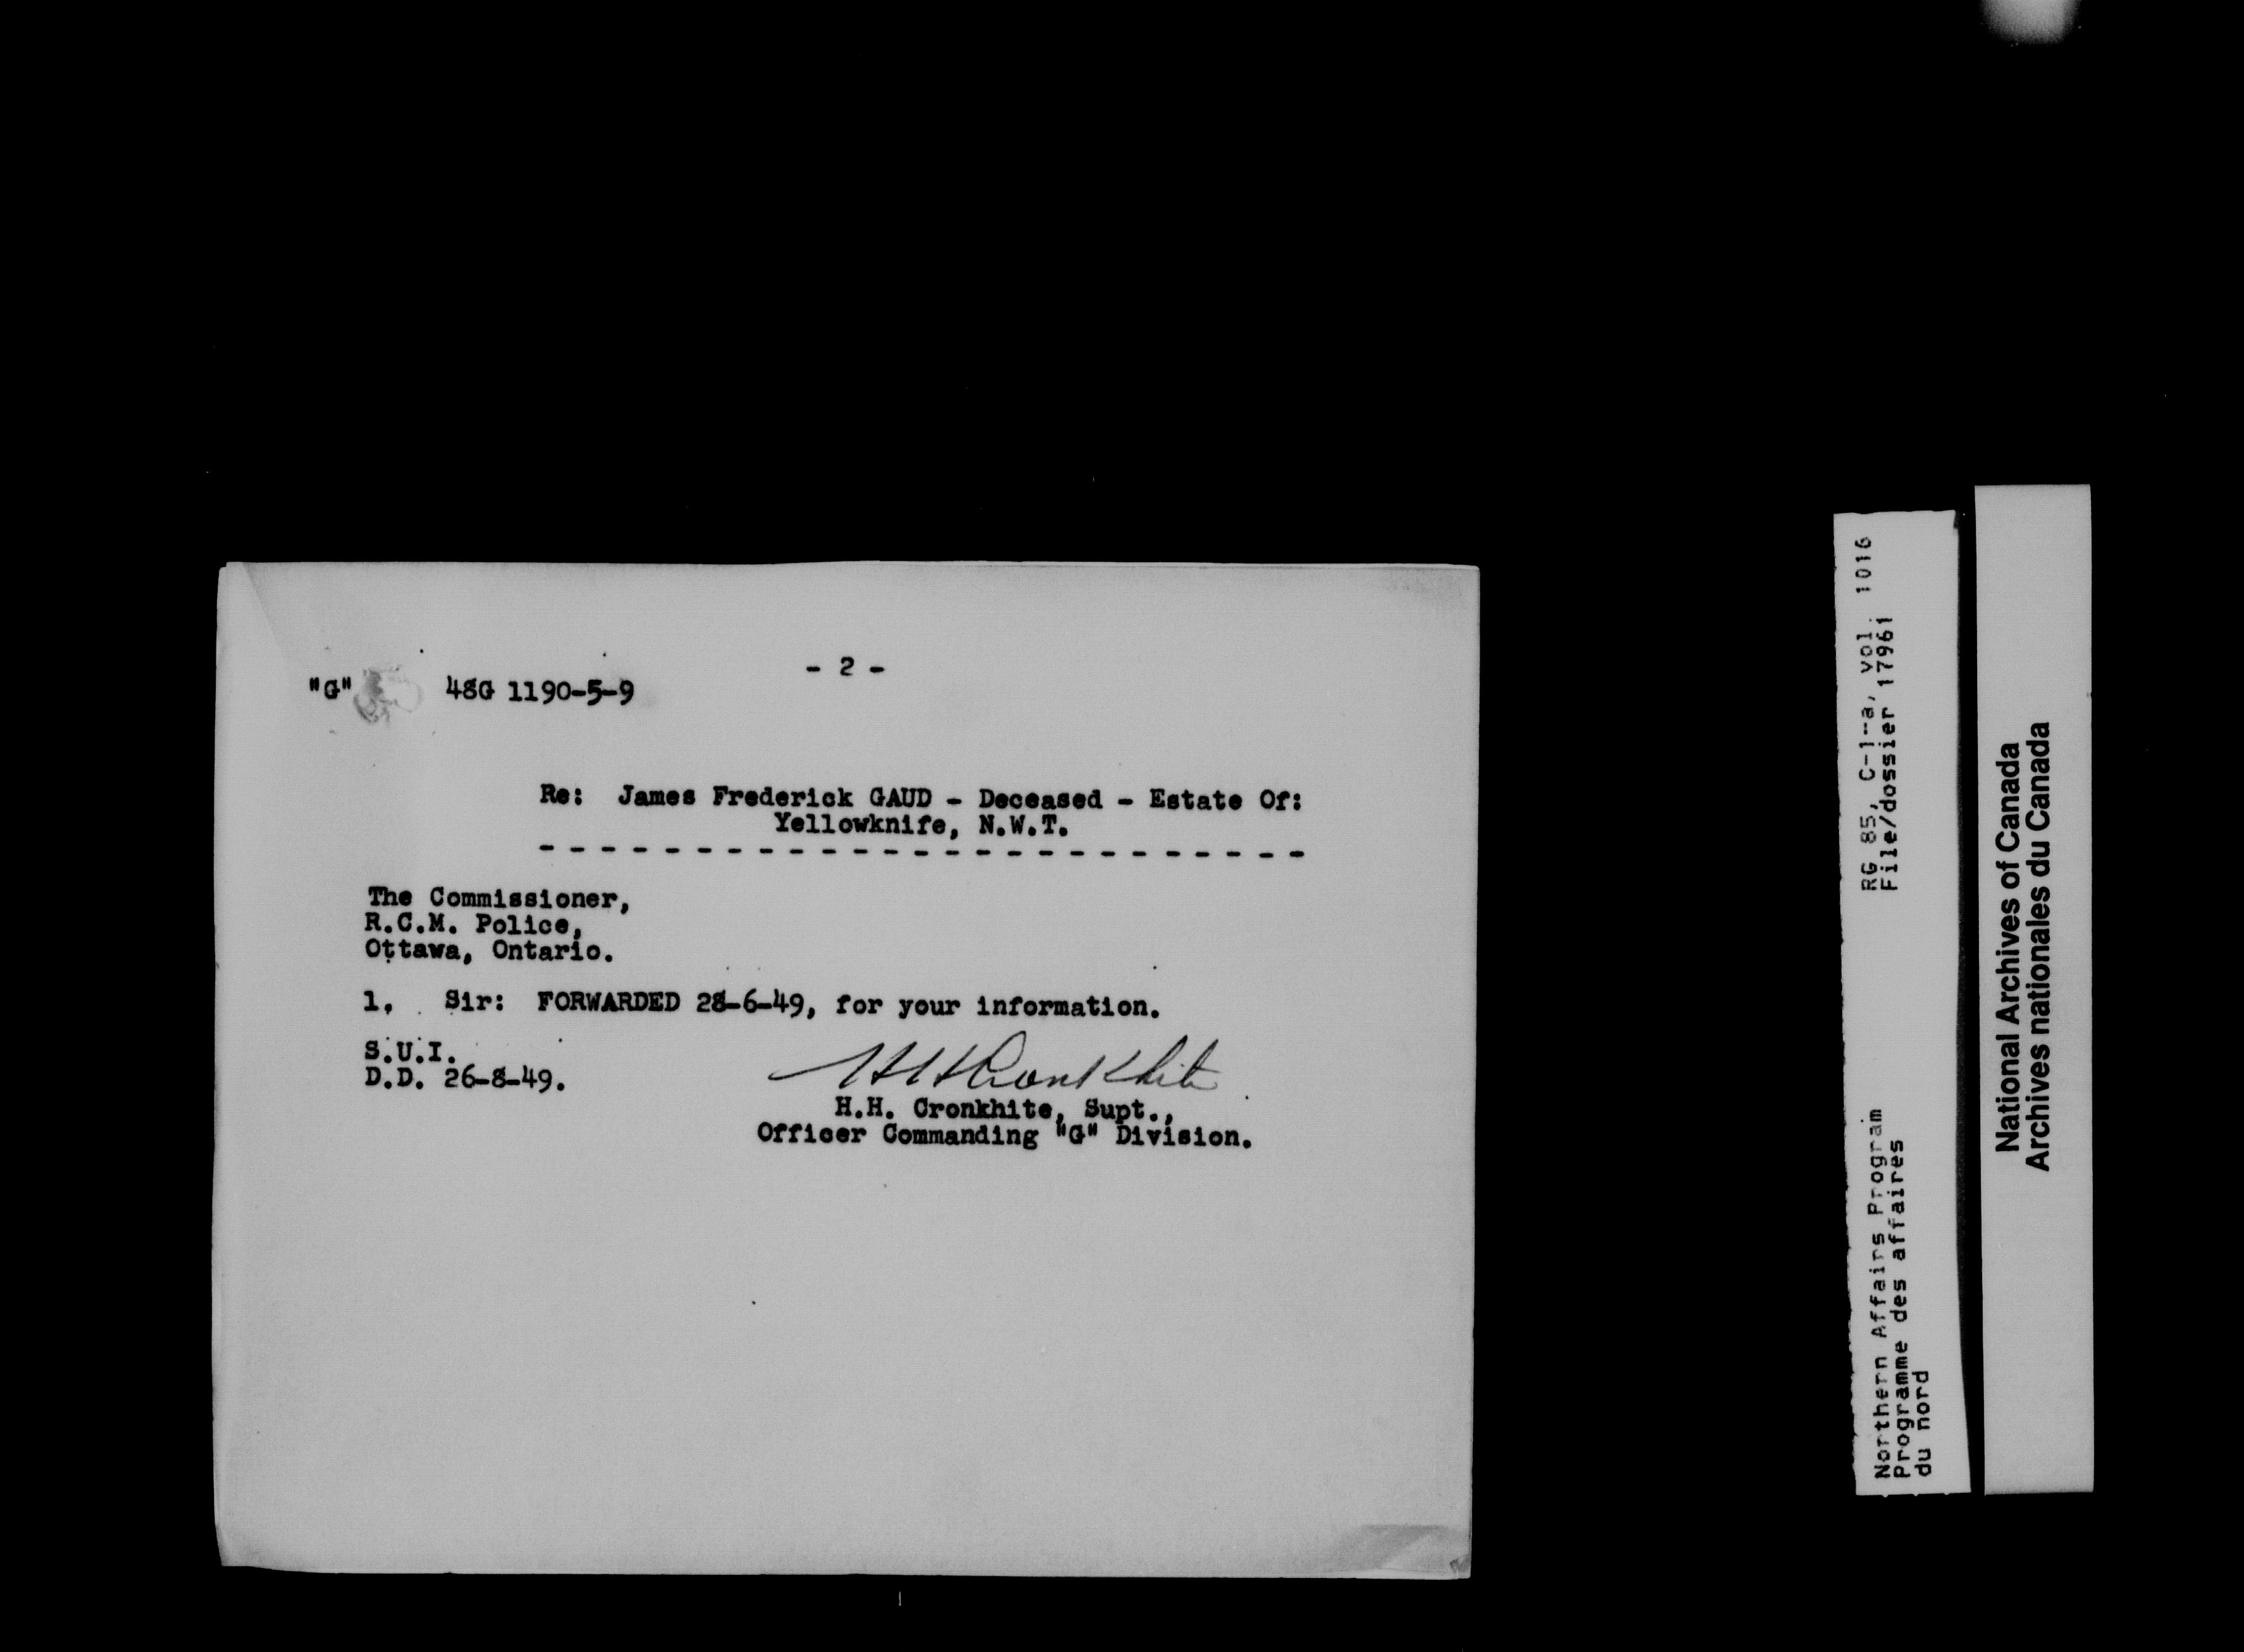 - 2 -
"G" 48G 1190-5-9
Re: James Frederick GAUD - Deceased - Estate Of:
Yellowknife, N.W.T.
- - - - - - - - - - - - - - - - - - - - - - - - -
The Commissioner,
R.C.M. Police,
Ottawa, Ontario.
1. Sir: FORWARDED 28-6-49, for your information.
S.U.I.
D.D. 26-8-49.
H H Cronkhite
H.H. Cronkhite, Supt.,
Officer Commanding "G" Division.
RG 85, C-1-a, vol. 1016
File/dossier 17961
Northern Affairs Program
Programme des affaires
du nord
National Archives of Canada
Archives nationales du Canada